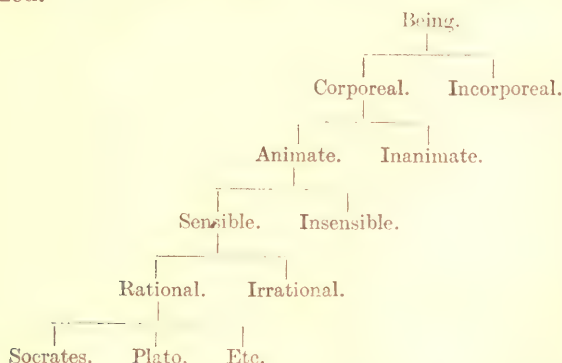 Being.
Corporeal. Incorporeal.
Animate. Inanimate.
Sensible. Insensible.
Rational. Irrational.
Socrates. Plato. Etc.